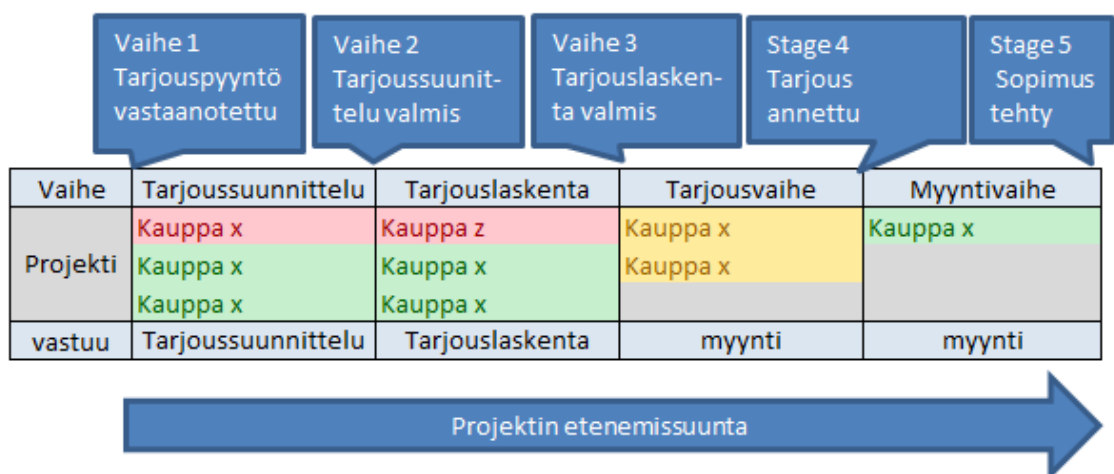 Vaihe 1
Tarjouspyyntö
vastaanotettu
Vaihe 2
Tarjoussuunit-
telu valmis
Vaihe 3
Tarjouslasken-
ta valmis
Stage 4
Tarjous
annettu
Stage 5
Sopimus
tehty
Vaihe Tarjoussuunnittelu Tarjouslaskenta Tarjousvaihe Myyntivaihe
Kauppa x Kauppa z Kauppa x Kauppa x
Projekti Kauppa x Kauppa x Kauppa x
Kauppa x Kauppa x
vastuu Tarjoussuunnittelu Tarjouslaskenta myynti myynti
Projektin etenemissuunta